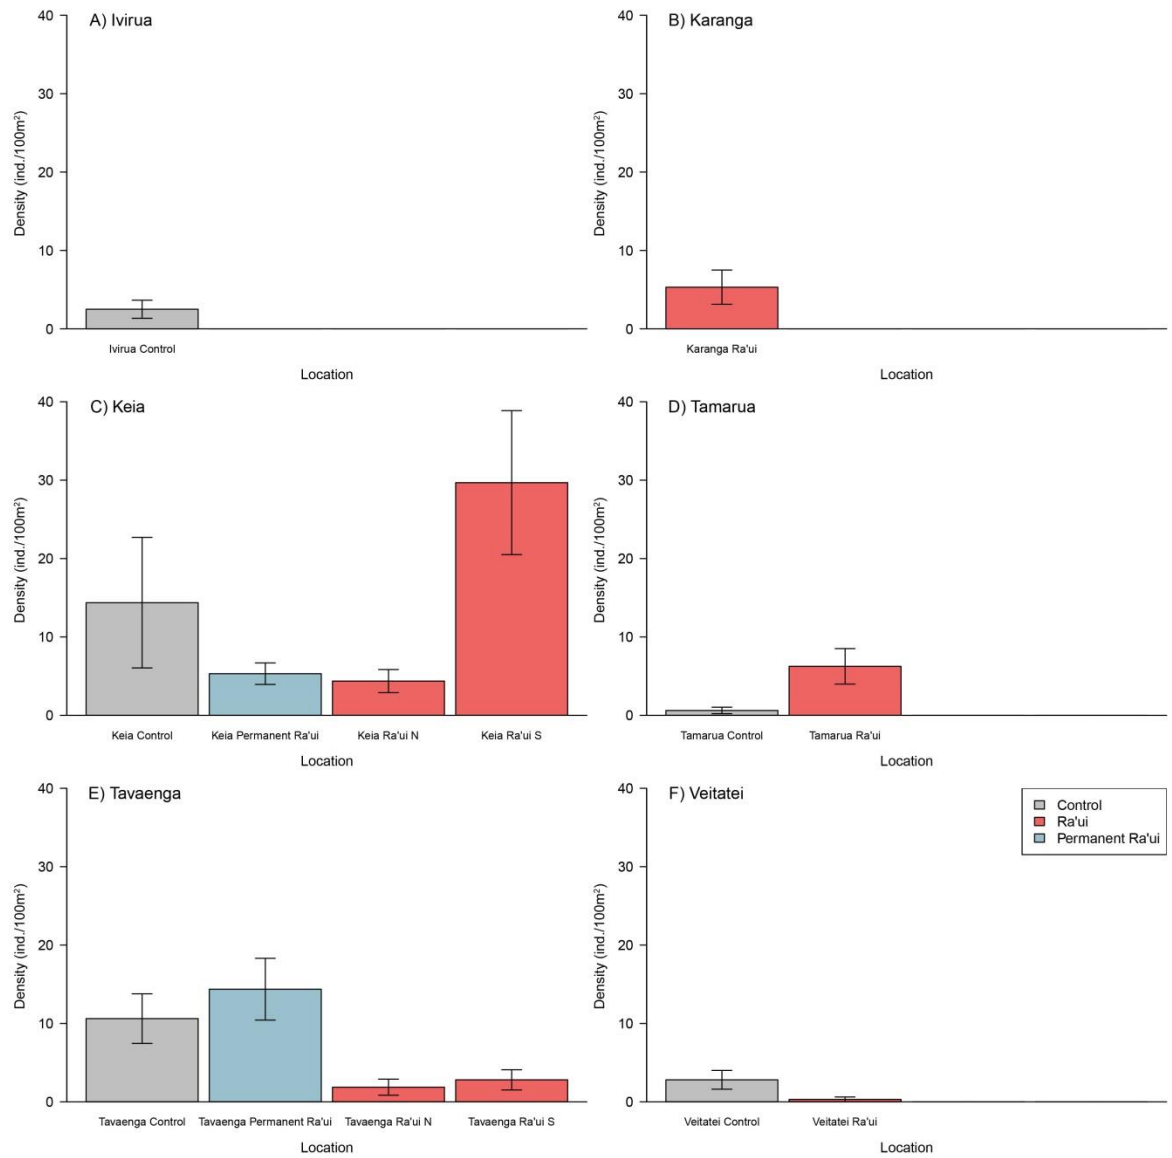 A) Ivirua
40
30
20
10
0
Density (ind./100m²)
Ivirua Control
Location
B) Karanga
40
30
20
10
0
Density (ind./100m²)
Karanga Ra'ui
Location
C) Keia
40
30
20
10
0
Density (ind./100m²)
Keia Control Keia Permanent Ra'ui Keia Ra'ui N Keia Ra'ui S
Location
D) Tamarua
40
30
20
10
0
Density (ind./100m²)
Tamarua Control Tamarua Ra'ui
Location
E) Tavaenga
40
30
20
10
0
Density (ind./100m²)
Tavaenga Control Tavaenga Permanent Ra'ui Tavaenga Ra'ui N Tavaenga Ra'ui S
Location
F) Veitatei
40
30
20
10
0
Density (ind./100m²)
Control
Ra'ui
Permanent Ra'ui
Veitatei Control Veitatei Ra'ui
Location